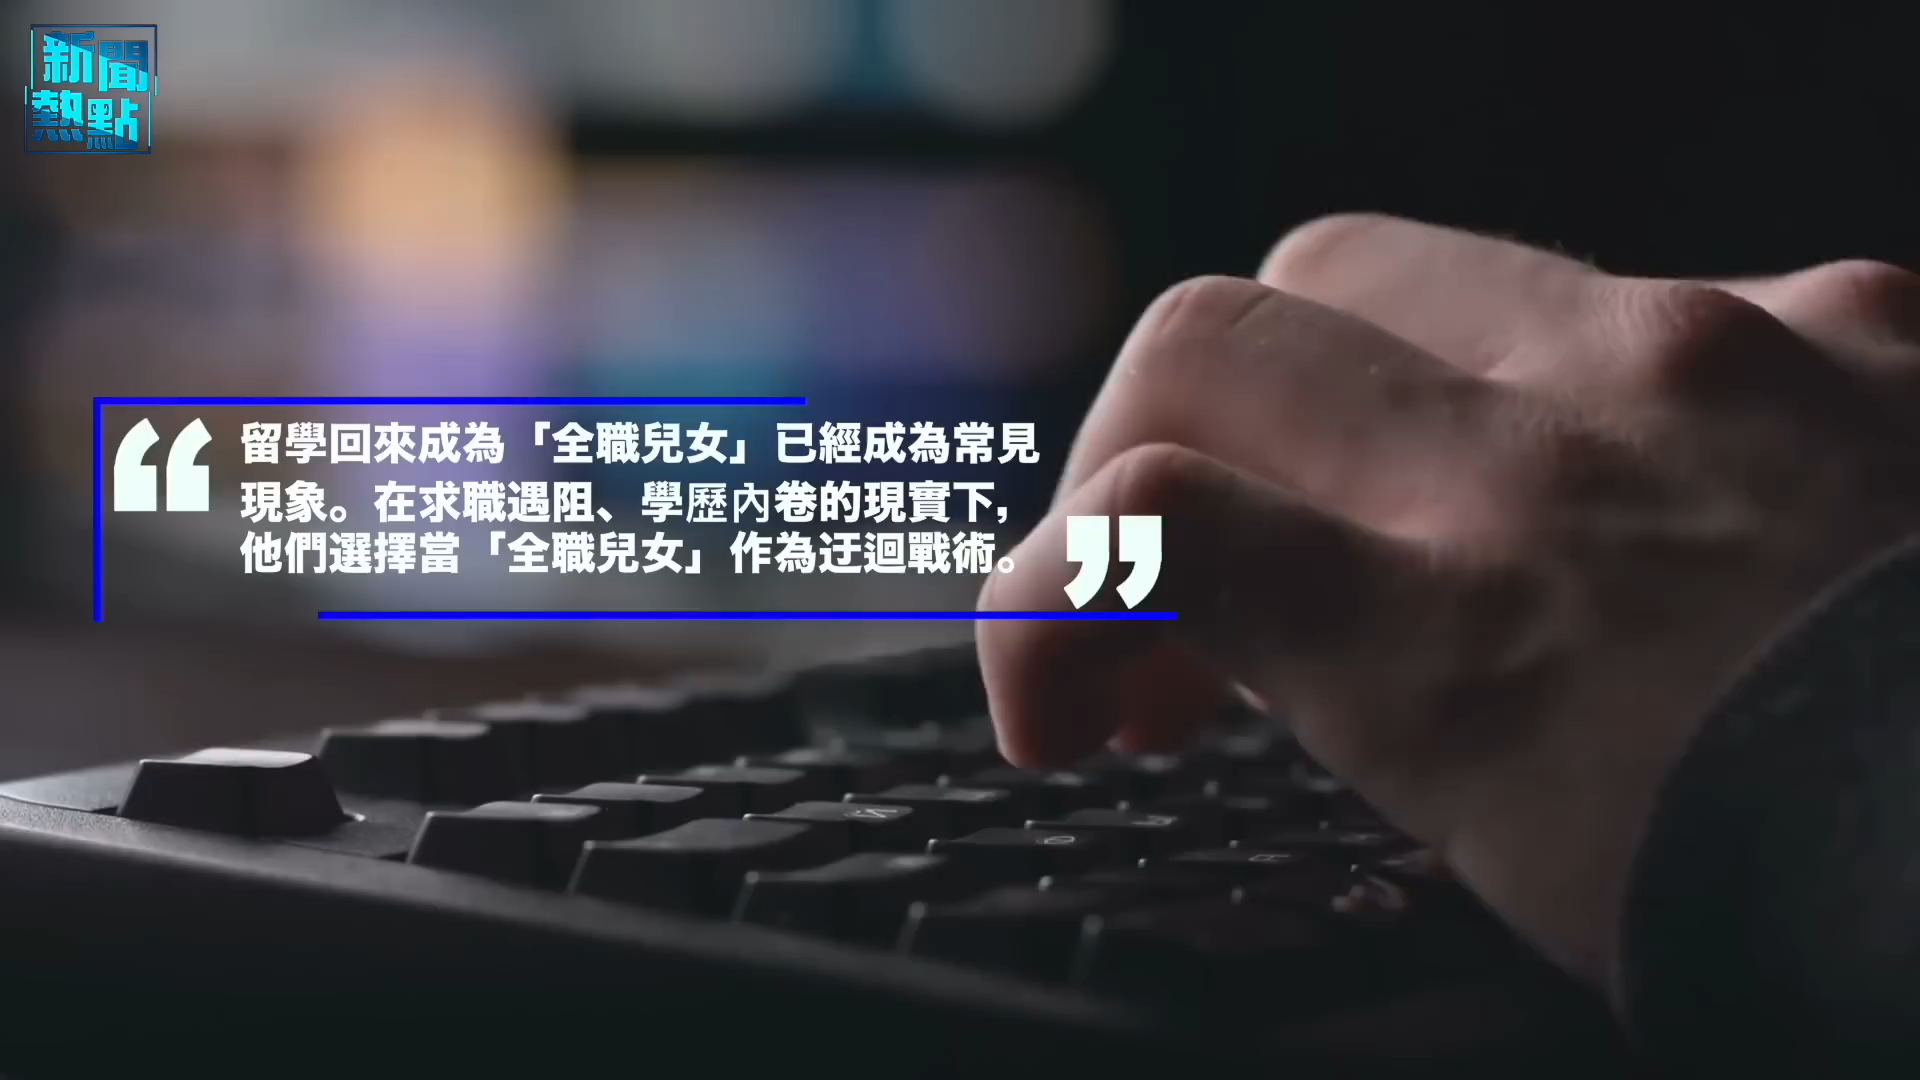 新聞
熱點
留學回來成為「全職兒女」已經成為常見
現象。在求職遇阻、學歷內卷的現實下,
他們選擇當「全職兒女」作為迂迴戰術。